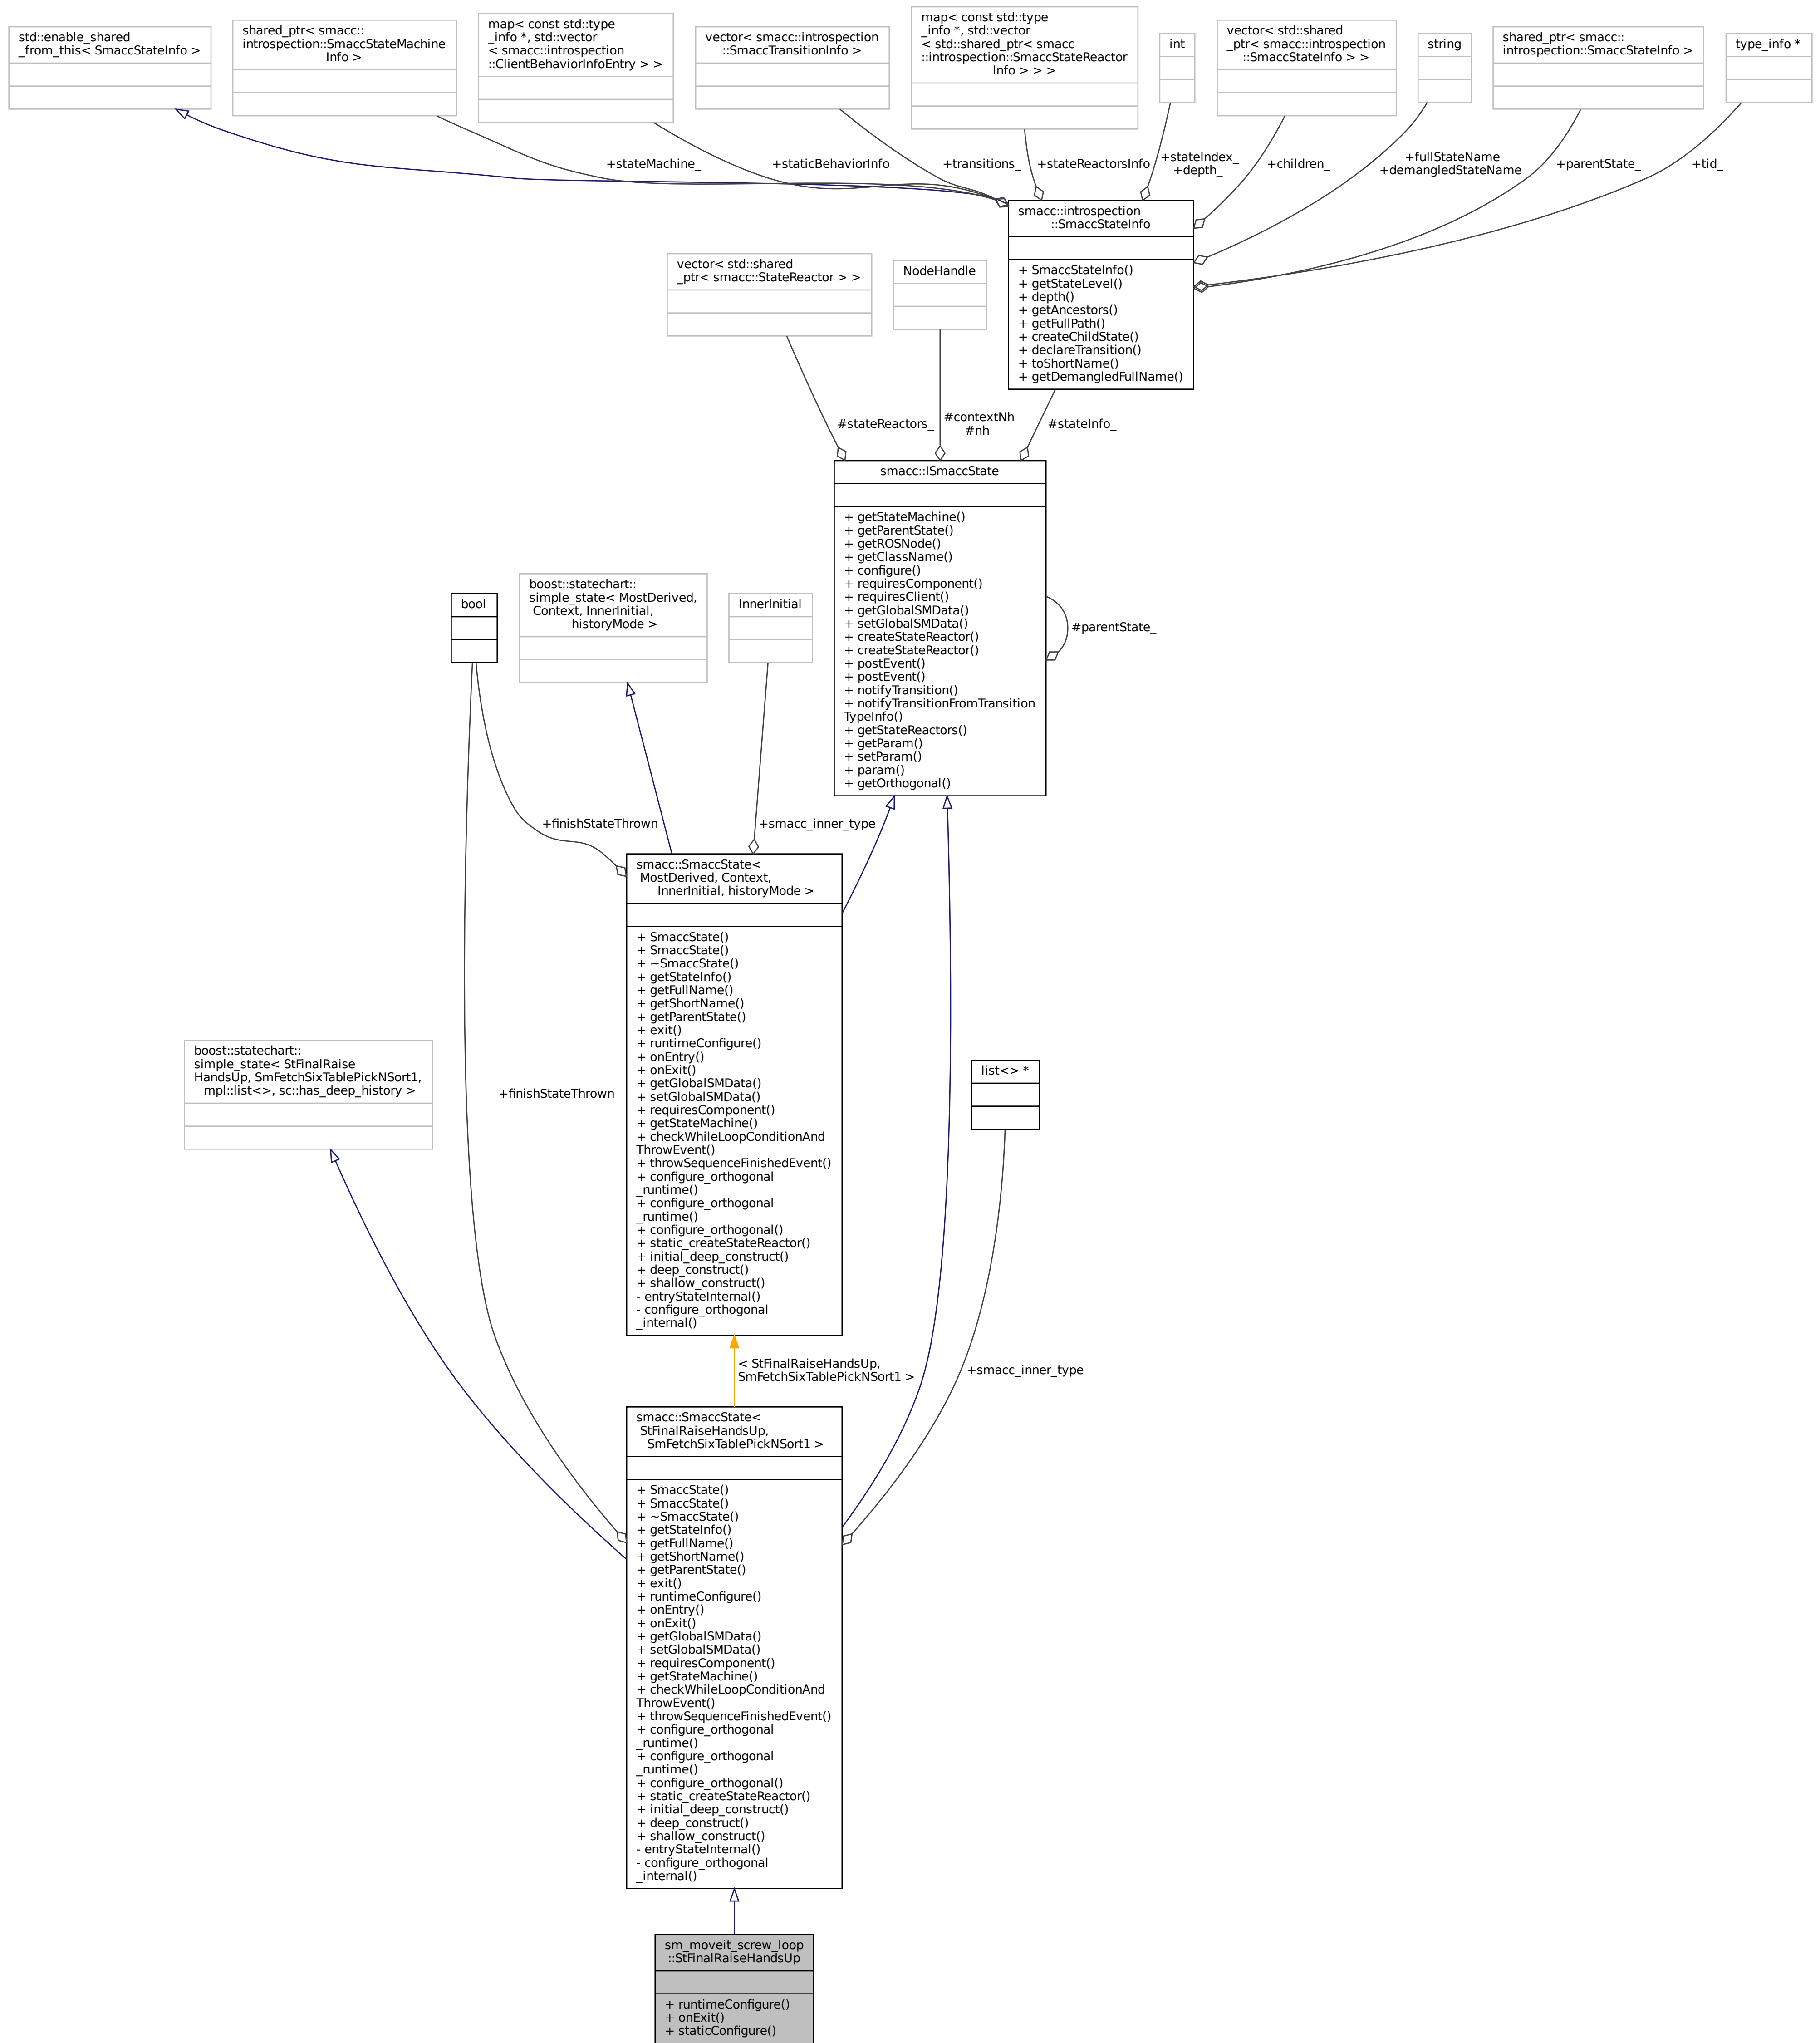 std::enable_shared
_from_this< SmaccStateInfo >
shared_ptr< smacc::
introspection::SmaccStateMachine
Info >
map< const std::type
_info *, std::vector
< smacc::introspection
::ClientBehaviorInfoEntry > >
vector< smacc::introspection
::SmaccTransitionInfo >
map< const std::type
_info *, std::vector
< std::shared_ptr< smacc
::introspection::SmaccStateReactor
Info > > >
int
vector< std::shared
_ptr< smacc::introspection
::SmaccStateInfo > >
string
shared_ptr< smacc::
introspection::SmaccStateInfo >
type_info *
+stateMachine_
+staticBehaviorInfo
+transitions_
+stateReactorsInfo
+stateIndex_
+depth_
+children_
+fullStateName
+demangledStateName
+parentState_
+tid_
smacc::introspection
::SmaccStateInfo
+ SmaccStateInfo()
+ getStateLevel()
+ depth()
+ getAncestors()
+ getFullPath()
+ createChildState()
+ declareTransition()
+ toShortName()
+ getDemangledFullName()
vector< std::shared
_ptr< smacc::StateReactor > >
NodeHandle
#stateReactors_
#contextNh
#nh
#stateInfo_
smacc::ISmaccState
+ getStateMachine()
+ getParentState()
+ getROSNode()
+ getClassName()
+ configure()
+ requiresComponent()
+ requiresClient()
+ getGlobalSMData()
+ setGlobalSMData()
+ createStateReactor()
+ createStateReactor()
+ postEvent()
+ postEvent()
+ notifyTransition()
+ notifyTransitionFromTransition
TypeInfo()
+ getStateReactors()
+ getParam()
+ setParam()
+ param()
+ getOrthogonal()
#parentState_
bool
boost::statechart::
simple_state< MostDerived,
Context, InnerInitial,
historyMode >
InnerInitial
+finishStateThrown
+smacc_inner_type
smacc::SmaccState<
MostDerived, Context,
InnerInitial, historyMode >
+ SmaccState()
+ SmaccState()
+ ~SmaccState()
+ getStateInfo()
+ getFullName()
+ getShortName()
+ getParentState()
+ exit()
+ runtimeConfigure()
+ onEntry()
+ onExit()
+ getGlobalSMData()
+ setGlobalSMData()
+ requiresComponent()
+ getStateMachine()
+ checkWhileLoopConditionAnd
ThrowEvent()
+ throwSequenceFinishedEvent()
+ configure_orthogonal
_runtime()
+ configure_orthogonal
_runtime()
+ configure_orthogonal()
+ static_createStateReactor()
+ initial_deep_construct()
+ deep_construct()
+ shallow_construct()
- entryStateInternal()
- configure_orthogonal
_internal()
boost::statechart::
simple_state< StFinalRaise
HandsUp, SmFetchSixTablePickNSort1,
mpl::list<>, sc::has_deep_history >
+finishStateThrown
list<> *
< StFinalRaiseHandsUp,
SmFetchSixTablePickNSort1 >
+smacc_inner_type
smacc::SmaccState<
StFinalRaiseHandsUp,
SmFetchSixTablePickNSort1 >
+ SmaccState()
+ SmaccState()
+ ~SmaccState()
+ getStateInfo()
+ getFullName()
+ getShortName()
+ getParentState()
+ exit()
+ runtimeConfigure()
+ onEntry()
+ onExit()
+ getGlobalSMData()
+ setGlobalSMData()
+ requiresComponent()
+ getStateMachine()
+ checkWhileLoopConditionAnd
ThrowEvent()
+ throwSequenceFinishedEvent()
+ configure_orthogonal
_runtime()
+ configure_orthogonal
_runtime()
+ configure_orthogonal()
+ static_createStateReactor()
+ initial_deep_construct()
+ deep_construct()
+ shallow_construct()
- entryStateInternal()
- configure_orthogonal
_internal()
sm_moveit_screw_loop
::StFinalRaiseHandsUp
+ runtimeConfigure()
+ onExit()
+ staticConfigure()